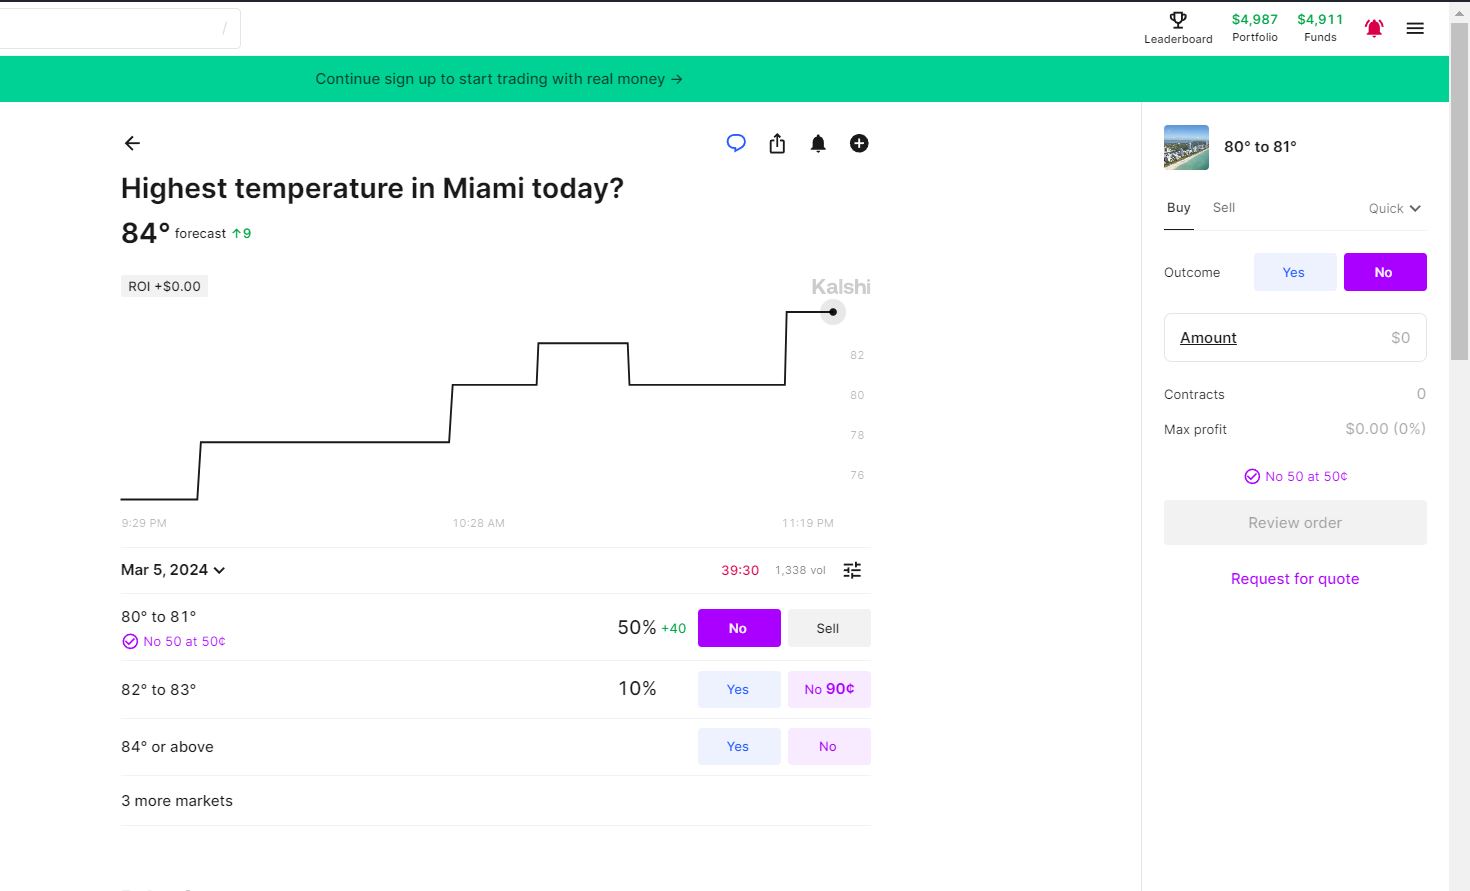 /
Leaderboard
$4,987
Portfolio
$4,911
Funds
Continue sign up to start trading with real money →
Highest temperature in Miami today?
84° forecast ↑9
ROI +$0.00
Kalshi
82
80
78
76
9:29 PM
10:28 AM
11:19 PM
Mar 5, 2024
39:30
1,338 vol
80° to 81°
No 50 at 50¢
50% +40
No
Sell
82° to 83°
10%
Yes
No 90¢
84° or above
Yes
No
3 more markets
80° to 81°
Buy
Sell
Quick
Outcome
Yes
No
Amount
$0
Contracts
0
Max profit
$0.00 (0%)
No 50 at 50¢
Review order
Request for quote